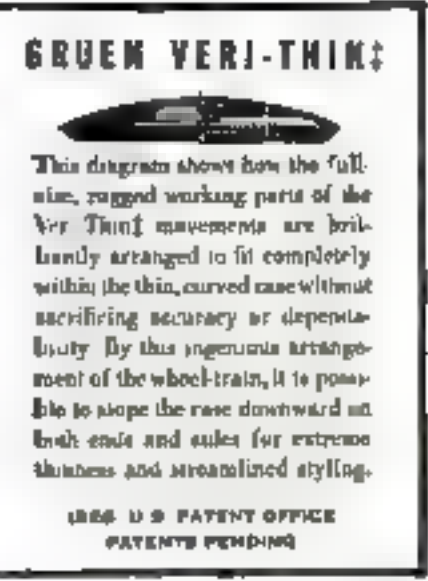 GRUEN VERI-THIN‡
This diagram shows how the full-
size, rugged working parts of the
Veri-Thin‡ movements are bril-
liantly arranged to fit completely
within the thin, curved case without
sacrificing accuracy or dependa-
bility. By this ingenious arrange-
ment of the wheel-train, it is possi-
ble to slope the case downward on
both ends and sides for extreme
thinness and streamlined styling.
‡REG. U.S. PATENT OFFICE
PATENTS PENDING